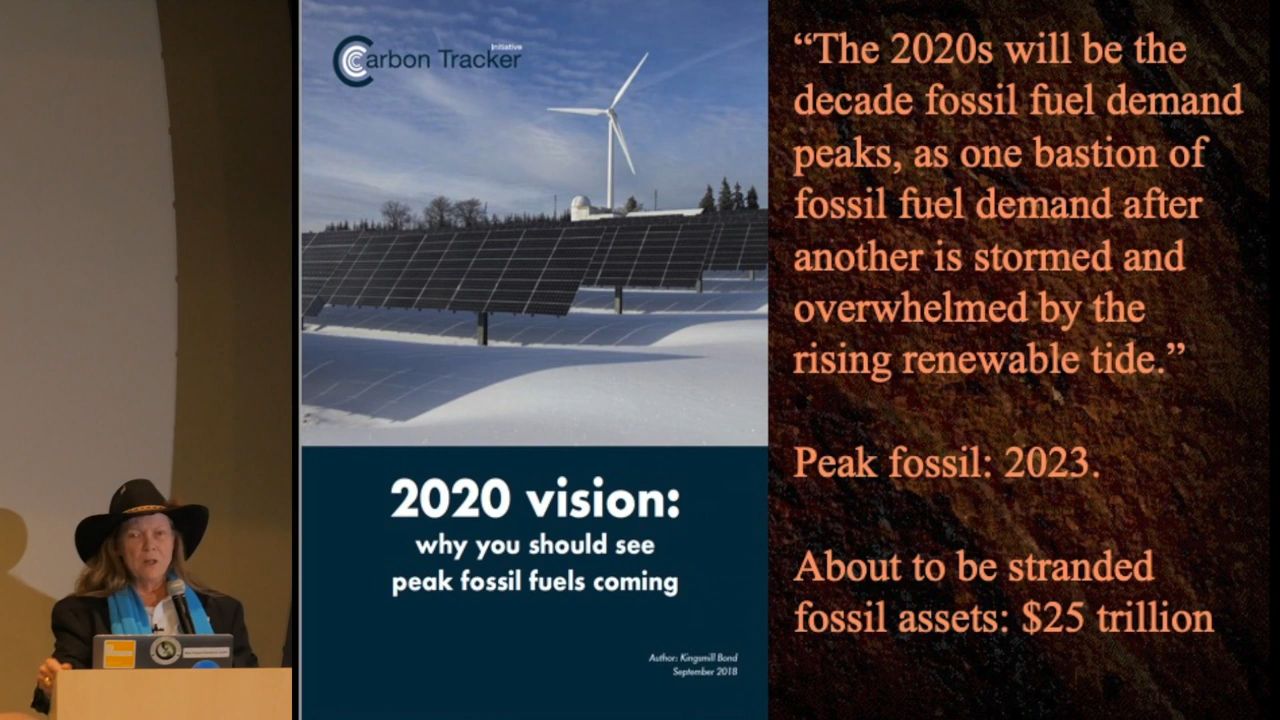 Initiative
Carbon Tracker
2020 vision:
why you should see
peak fossil fuels coming
Author: Kingsmill Bond
September 2018
“The 2020s will be the
decade fossil fuel demand
peaks, as one bastion of
fossil fuel demand after
another is stormed and
overwhelmed by the
rising renewable tide.”
Peak fossil: 2023.
About to be stranded
fossil assets: $25 trillion